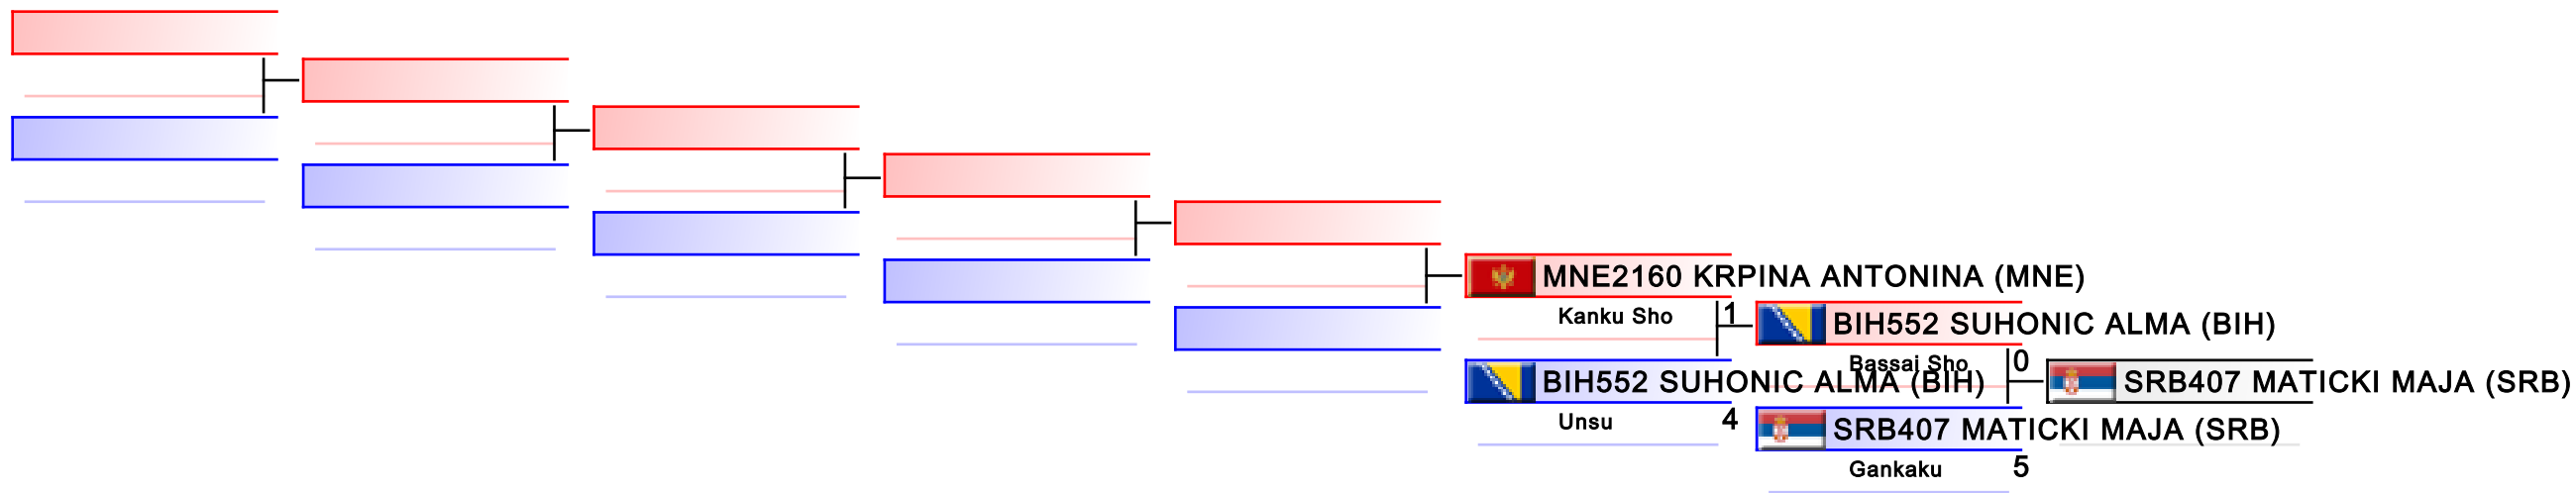 MNE2160 KRPINA ANTONINA (MNE)
Kanku Sho
1
BIH552 SUHONIC ALMA (BIH)
Unsu
4
BIH552 SUHONIC ALMA (BIH)
Bassai Sho
0
SRB407 MATICKI MAJA (SRB)
Gankaku
5
SRB407 MATICKI MAJA (SRB)